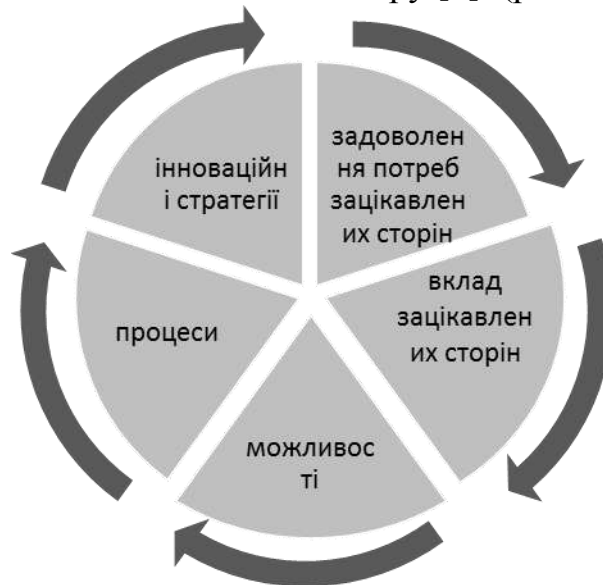 задоволен
ня потреб
зацікавлен
их сторін
вклад
зацікавлен
их сторін
можливос
ті
процеси
інноваційн
і стратегії